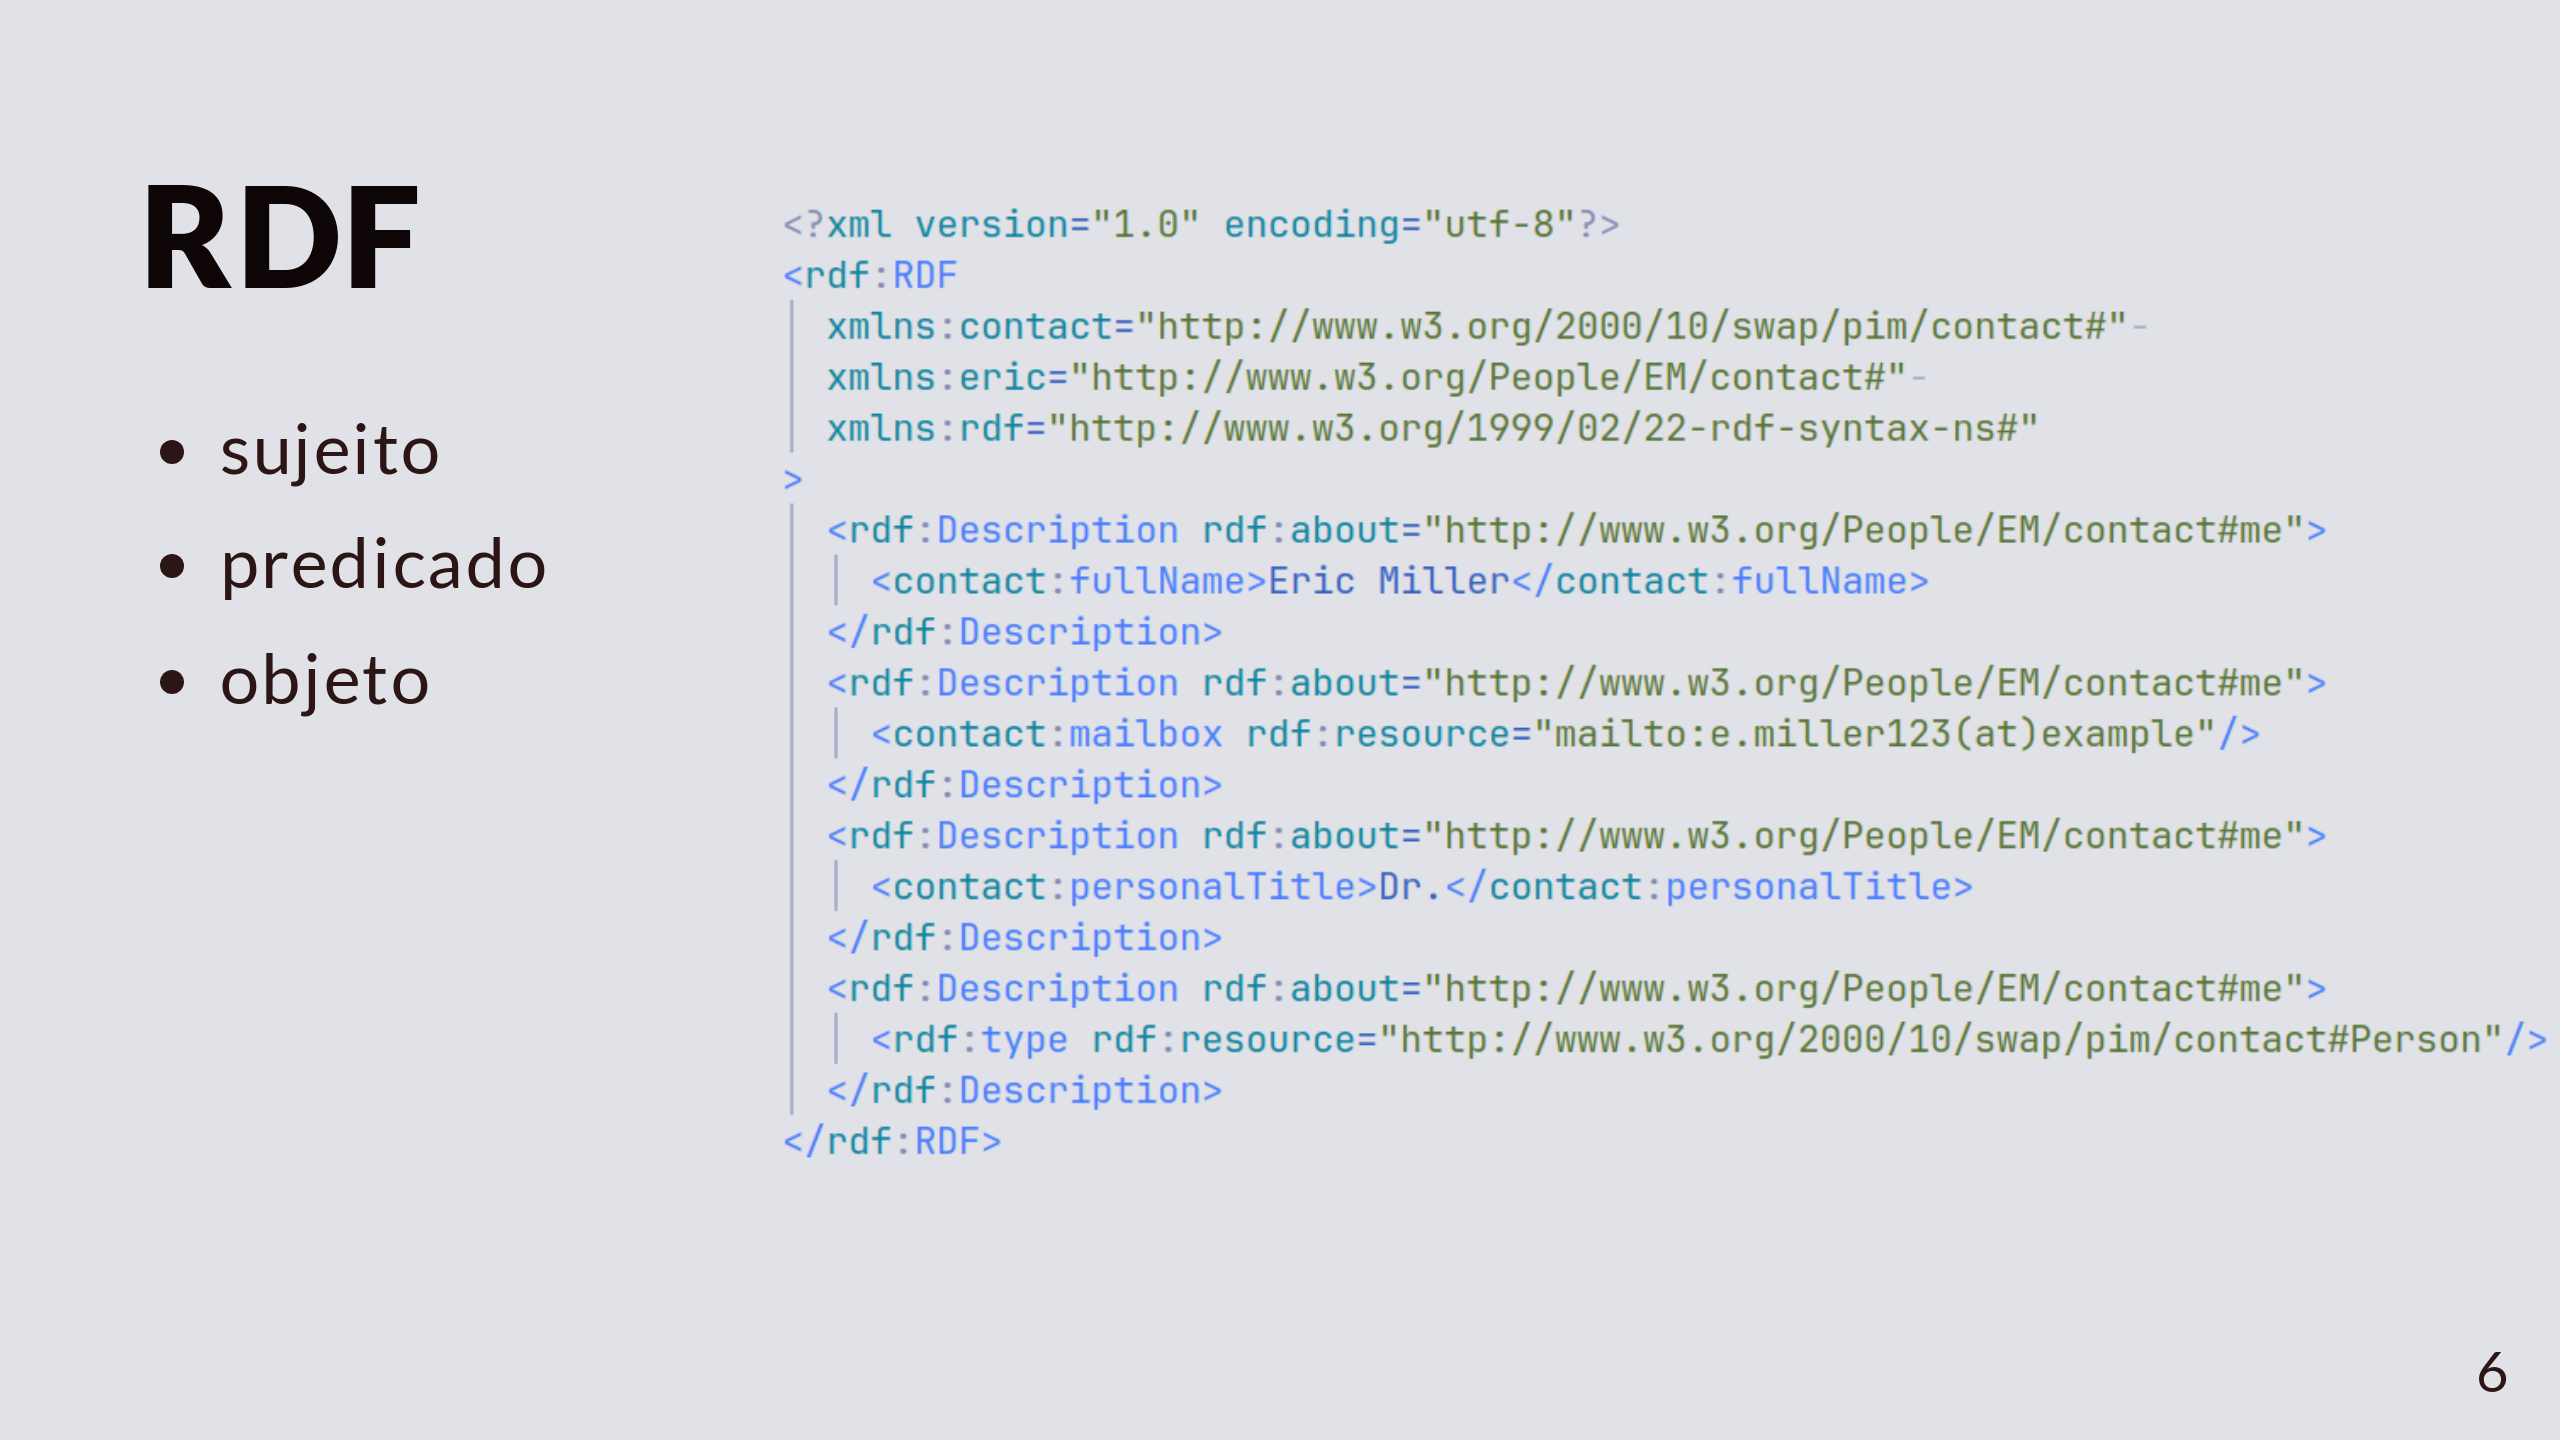 RDF
• sujeito
• predicado
• objeto
<?xml version="1.0" encoding="utf-8"?>
<rdf:RDF
  xmlns:contact="http://www.w3.org/2000/10/swap/pim/contact#"-
  xmlns:eric="http://www.w3.org/People/EM/contact#"-
  xmlns:rdf="http://www.w3.org/1999/02/22-rdf-syntax-ns#"
>
  <rdf:Description rdf:about="http://www.w3.org/People/EM/contact#me">
    <contact:fullName>Eric Miller</contact:fullName>
  </rdf:Description>
  <rdf:Description rdf:about="http://www.w3.org/People/EM/contact#me">
    <contact:mailbox rdf:resource="mailto:e.miller123(at)example"/>
  </rdf:Description>
  <rdf:Description rdf:about="http://www.w3.org/People/EM/contact#me">
    <contact:personalTitle>Dr.</contact:personalTitle>
  </rdf:Description>
  <rdf:Description rdf:about="http://www.w3.org/People/EM/contact#me">
    <rdf:type rdf:resource="http://www.w3.org/2000/10/swap/pim/contact#Person"/>
  </rdf:Description>
</rdf:RDF>
6